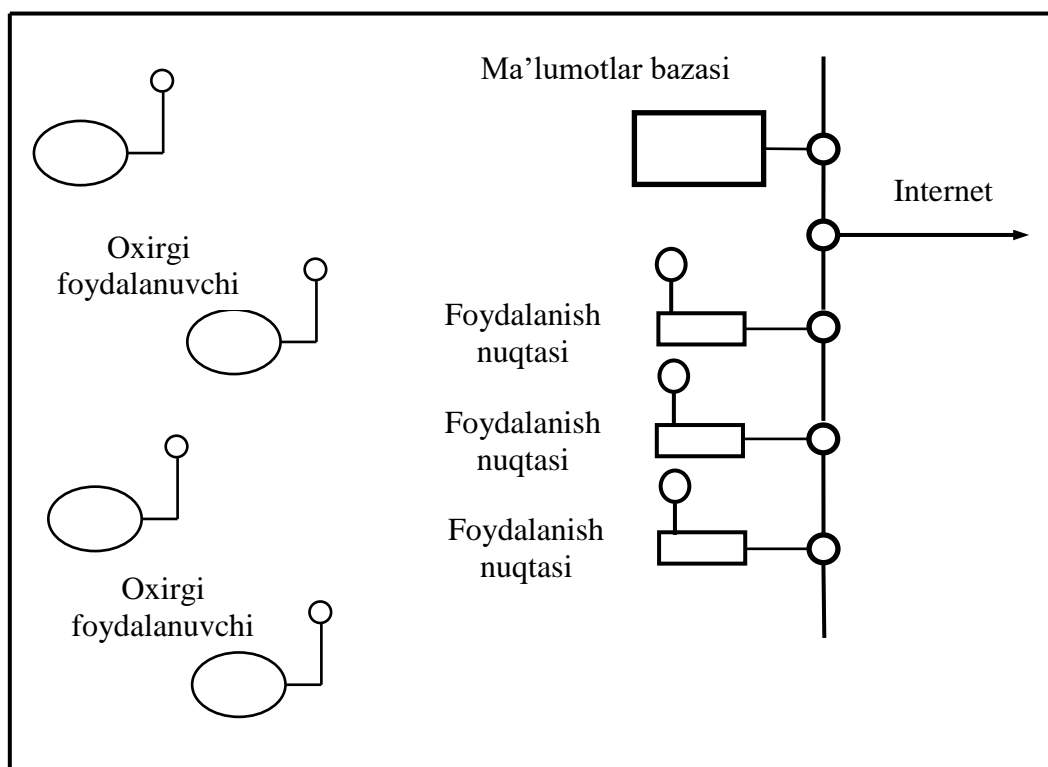 Ma’lumotlar bazasi
Internet
Oxirgi
foydalanuvchi
Foydalanish
nuqtasi
Foydalanish
nuqtasi
Foydalanish
nuqtasi
Oxirgi
foydalanuvchi